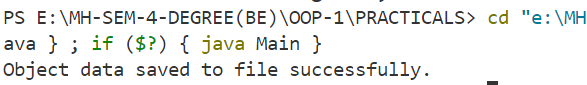 PS E:\MH-SEM-4-DEGREE(BE)\OOP-1\PRACTICALS> cd "e:\MH
ava } ; if ($?) { java Main }
Object data saved to file successfully.